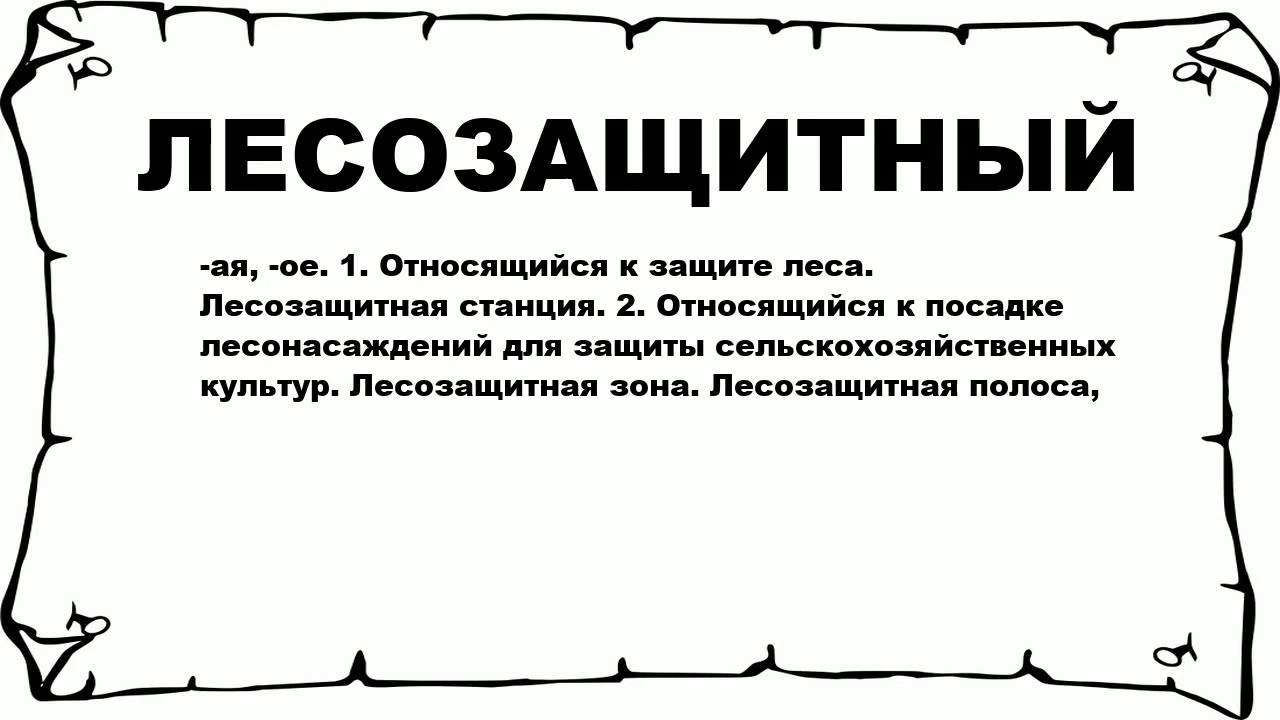 ЛЕСОЗАЩИТНЫЙ
-ая, -ое. 1. Относящийся к защите леса.
Лесозащитная станция. 2. Относящийся к посадке
лесонасаждений для защиты сельскохозяйственных
культур. Лесозащитная зона. Лесозащитная полоса,